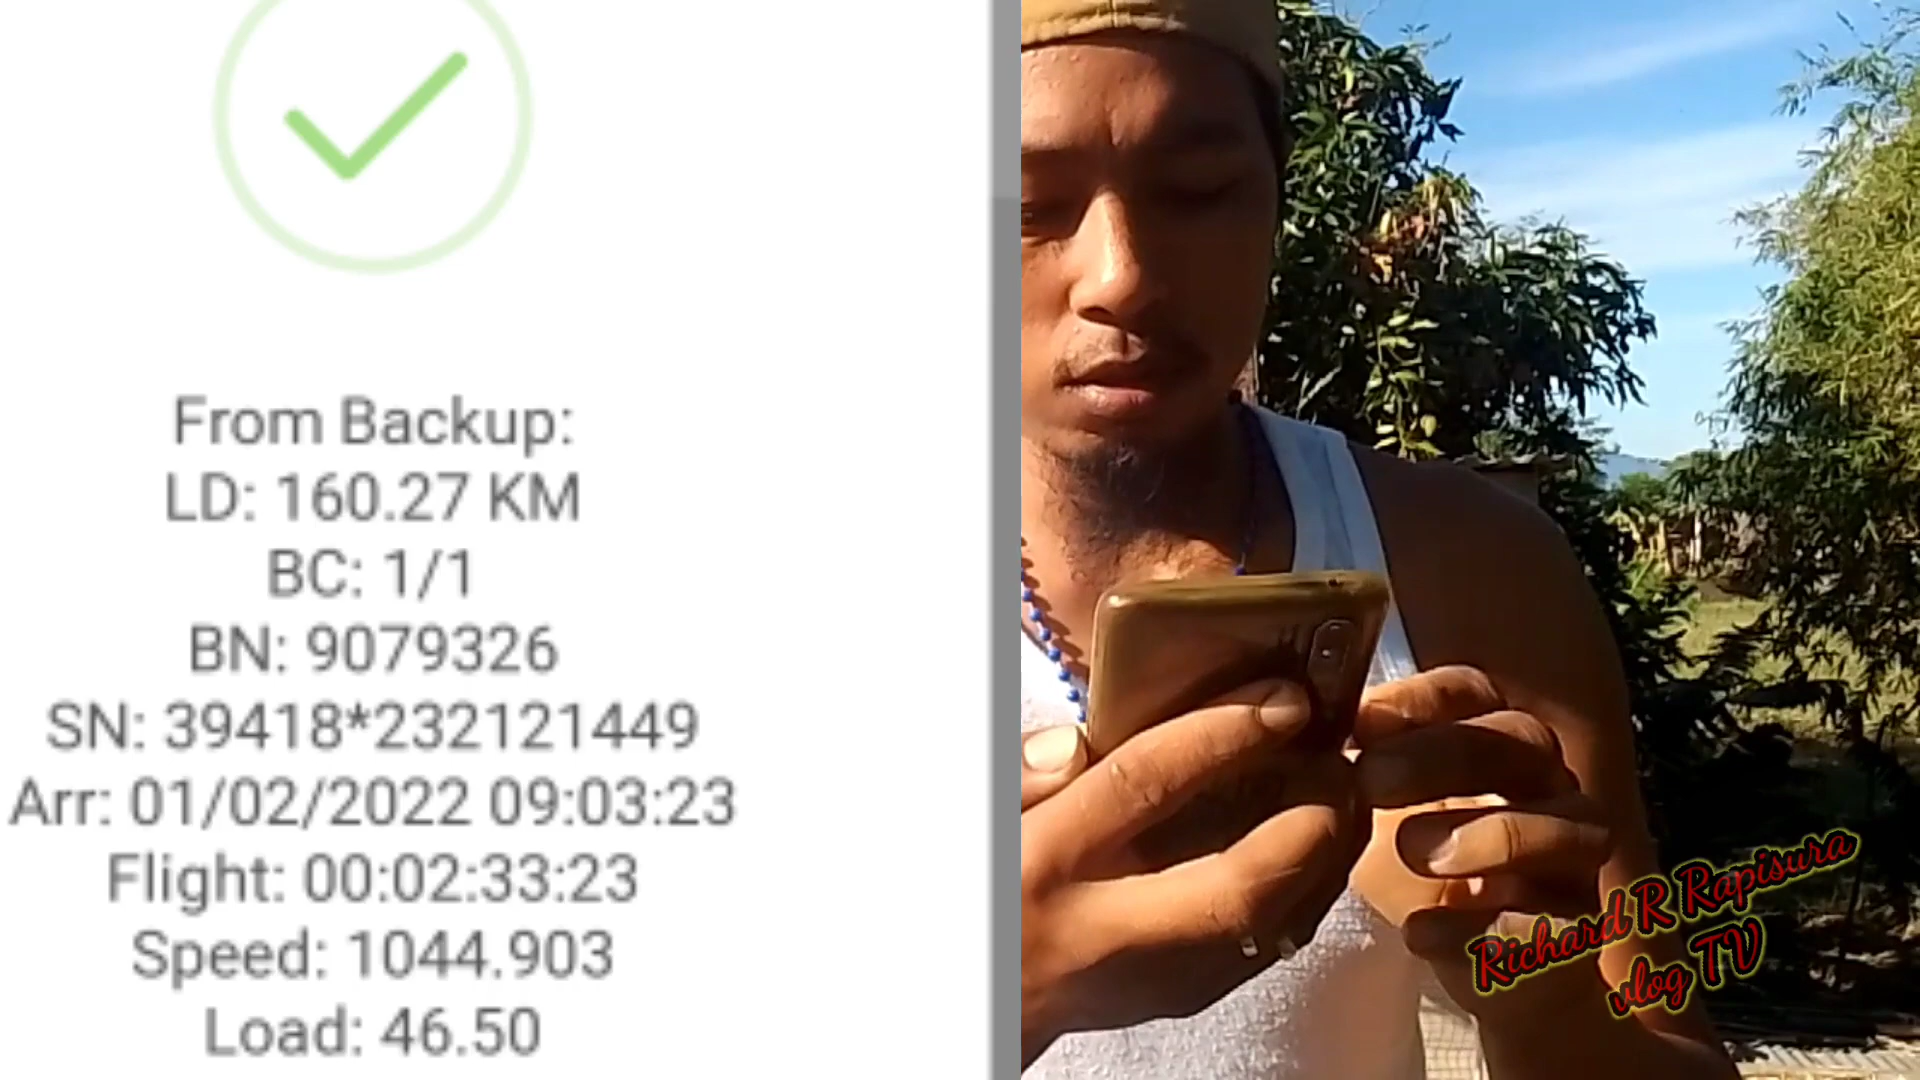 From Backup:
LD: 160.27 KM
BC: 1/1
BN: 9079326
SN: 39418*232121449
Arr: 01/02/2022 09:03:23
Flight: 00:02:33:23
Speed: 1044.903
Load: 46.50
Richard R Rapisura
vlog TV